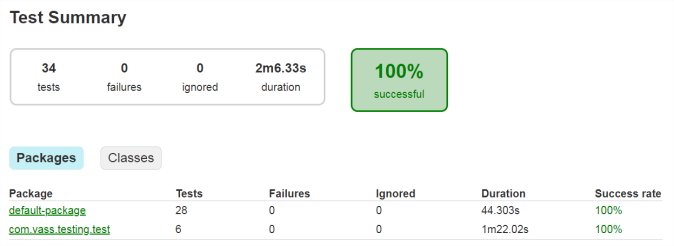 Test Summary
34 0 0 2m6.33s
tests failures ignored duration
100%
successful
Packages Classes
Package Tests Failures Ignored Duration Success rate
default-package 28 0 0 44.303s 100%
com.vass.testing.test 6 0 0 1m22.02s 100%